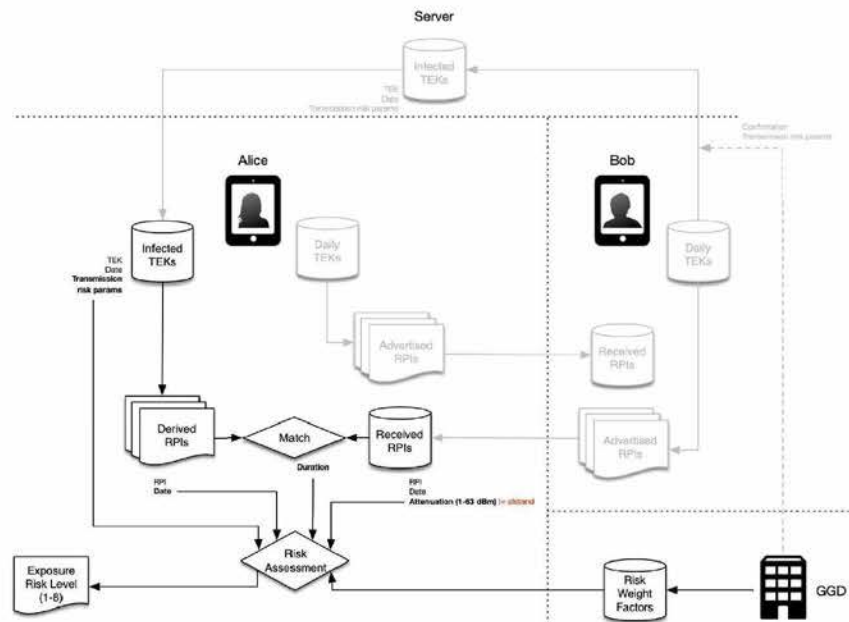 Server
Infected
TEKs
TEK
Date
Transmission risk params
Confirmation
Transmission risk params
Alice
Bob
Infected
TEKs
Daily
TEKs
Daily
TEKs
TEK
Date
Transmission
risk params
Advertised
RPIs
Received
RPIs
Derived
RPIs
Match
Received
RPIs
Advertised
RPIs
Duration
RPI
Date
RPI
Date
Attenuation (1-63 dBm) != afstand
Risk
Assessment
Exposure
Risk Level
(1-8)
Risk
Weight
Factors
GGD